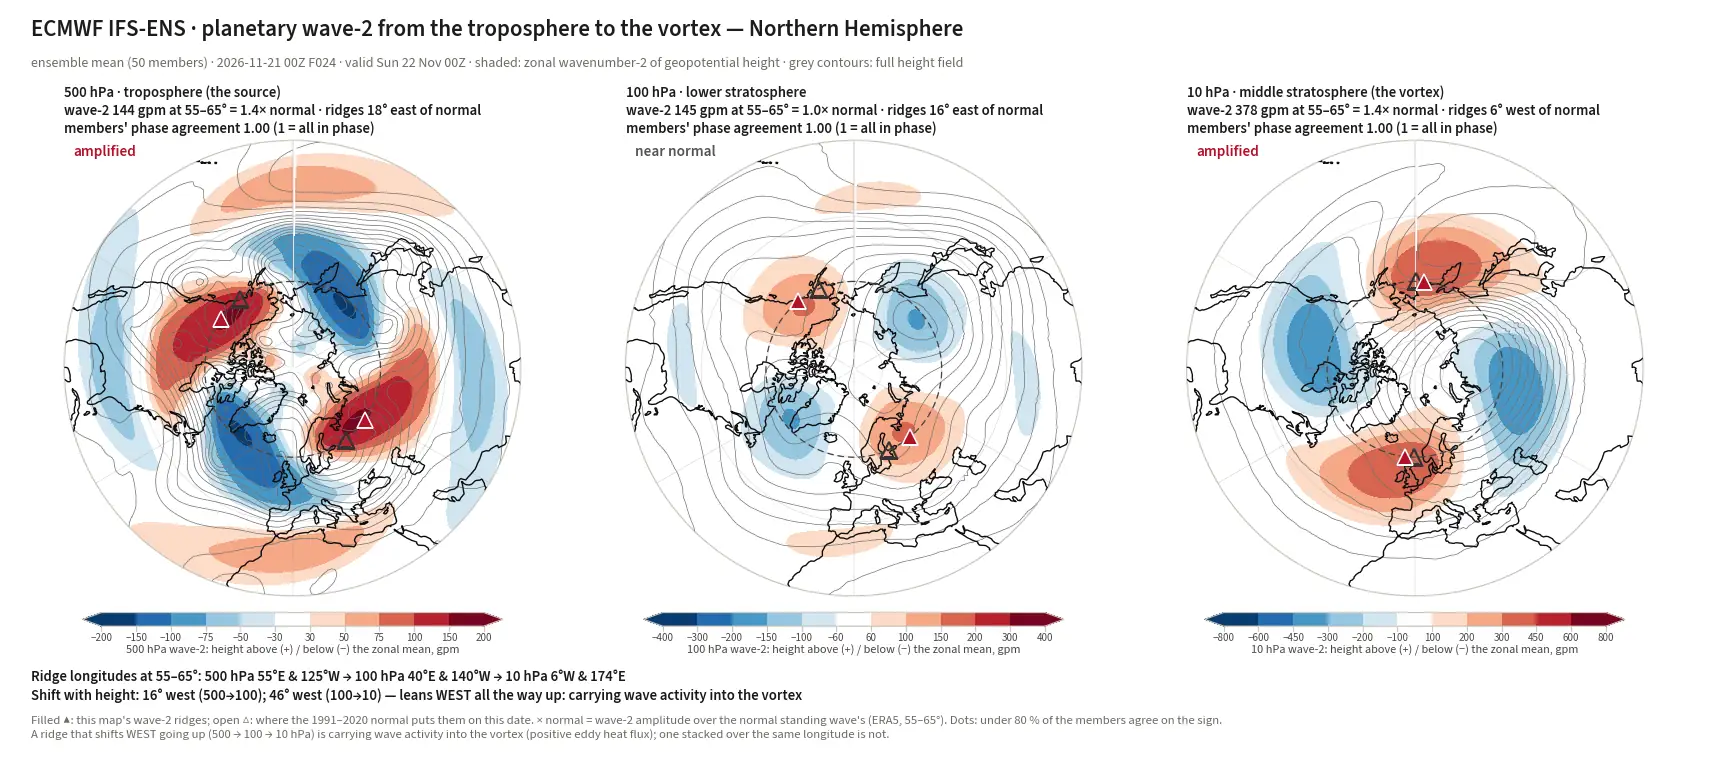 ECMWF IFS-ENS · planetary wave-2 from the troposphere to the vortex — Northern Hemisphere
ensemble mean (50 members) · 2026-11-21 00Z F024 · valid Sun 22 Nov 00Z · shaded: zonal wavenumber-2 of geopotential height · grey contours: full height field
500 hPa · troposphere (the source)
wave-2 144 gpm at 55–65° = 1.4× normal · ridges 18° east of normal
members' phase agreement 1.00 (1 = all in phase)
amplified
100 hPa · lower stratosphere
wave-2 145 gpm at 55–65° = 1.0× normal · ridges 16° east of normal
members' phase agreement 1.00 (1 = all in phase)
near normal
10 hPa · middle stratosphere (the vortex)
wave-2 378 gpm at 55–65° = 1.4× normal · ridges 6° west of normal
members' phase agreement 1.00 (1 = all in phase)
amplified
−200 −150 −100 −75 −50 −30 30 50 75 100 150 200
500 hPa wave-2: height above (+) / below (−) the zonal mean, gpm
−400 −300 −200 −150 −100 −60 60 100 150 200 300 400
100 hPa wave-2: height above (+) / below (−) the zonal mean, gpm
−800 −600 −450 −300 −200 −100 100 200 300 450 600 800
10 hPa wave-2: height above (+) / below (−) the zonal mean, gpm
Ridge longitudes at 55–65°: 500 hPa 55°E & 125°W → 100 hPa 40°E & 140°W → 10 hPa 6°W & 174°E
Shift with height: 16° west (500→100); 46° west (100→10) — leans WEST all the way up: carrying wave activity into the vortex
Filled ▲: this map's wave-2 ridges; open △: where the 1991–2020 normal puts them on this date. × normal = wave-2 amplitude over the normal standing wave's (ERA5, 55–65°). Dots: under 80 % of the members agree on the sign.
A ridge that shifts WEST going up (500 → 100 → 10 hPa) is carrying wave activity into the vortex (positive eddy heat flux); one stacked over the same longitude is not.